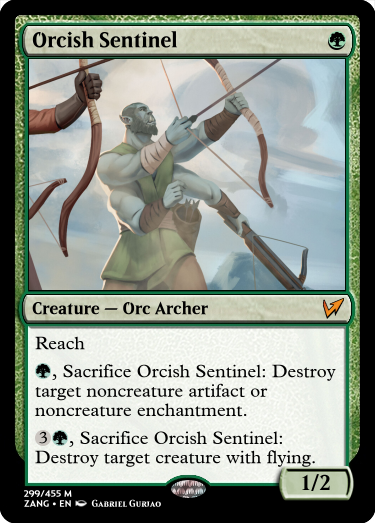 Orcish Sentinel
Creature — Orc Archer
Reach
, Sacrifice Orcish Sentinel: Destroy
target noncreature artifact or
noncreature enchantment.
3, Sacrifice Orcish Sentinel:
Destroy target creature with flying.
1/2
299/455 M
ZANG • EN Gabriel Gurjao